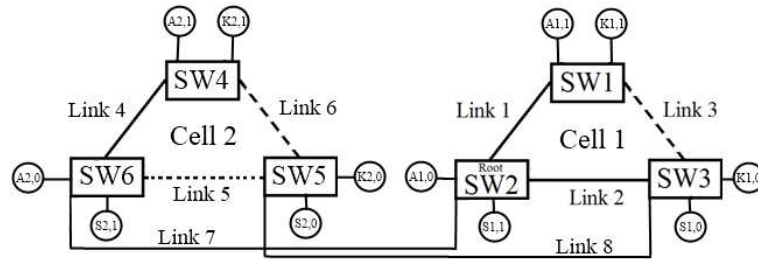 A2,1 K2,1 A1,1 K1,1
SW4 SW1
Link 4 Link 6 Link 1 Link 3
Cell 2 Cell 1
A2,0 SW6 SW5 K2,0 A1,0 Root SW2 SW3 K1,0
Link 5 Link 2
S2,1 S2,0 S1,1 S1,0
Link 7 Link 8